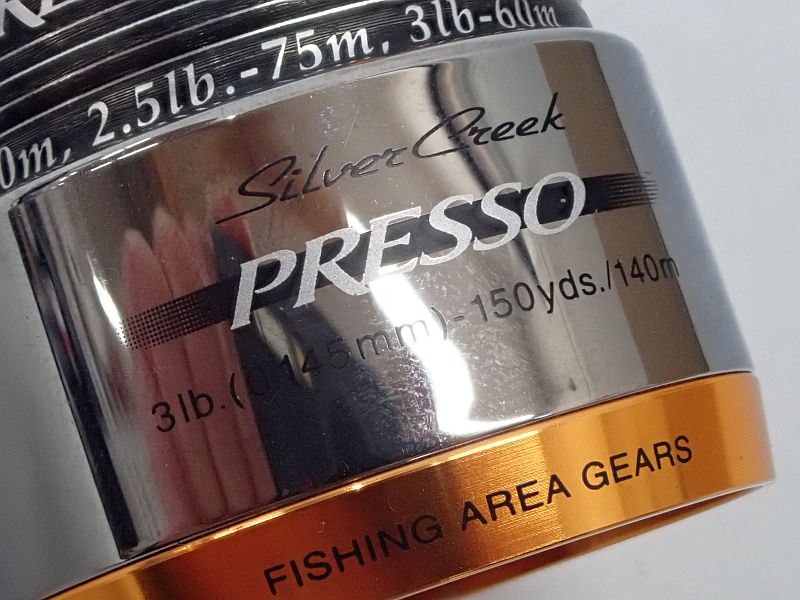 0m, 2.5lb.-75m, 3lb-60m
Silver Creek
PRESSO
3lb.(0.145mm)-150yds./140m
FISHING AREA GEARS